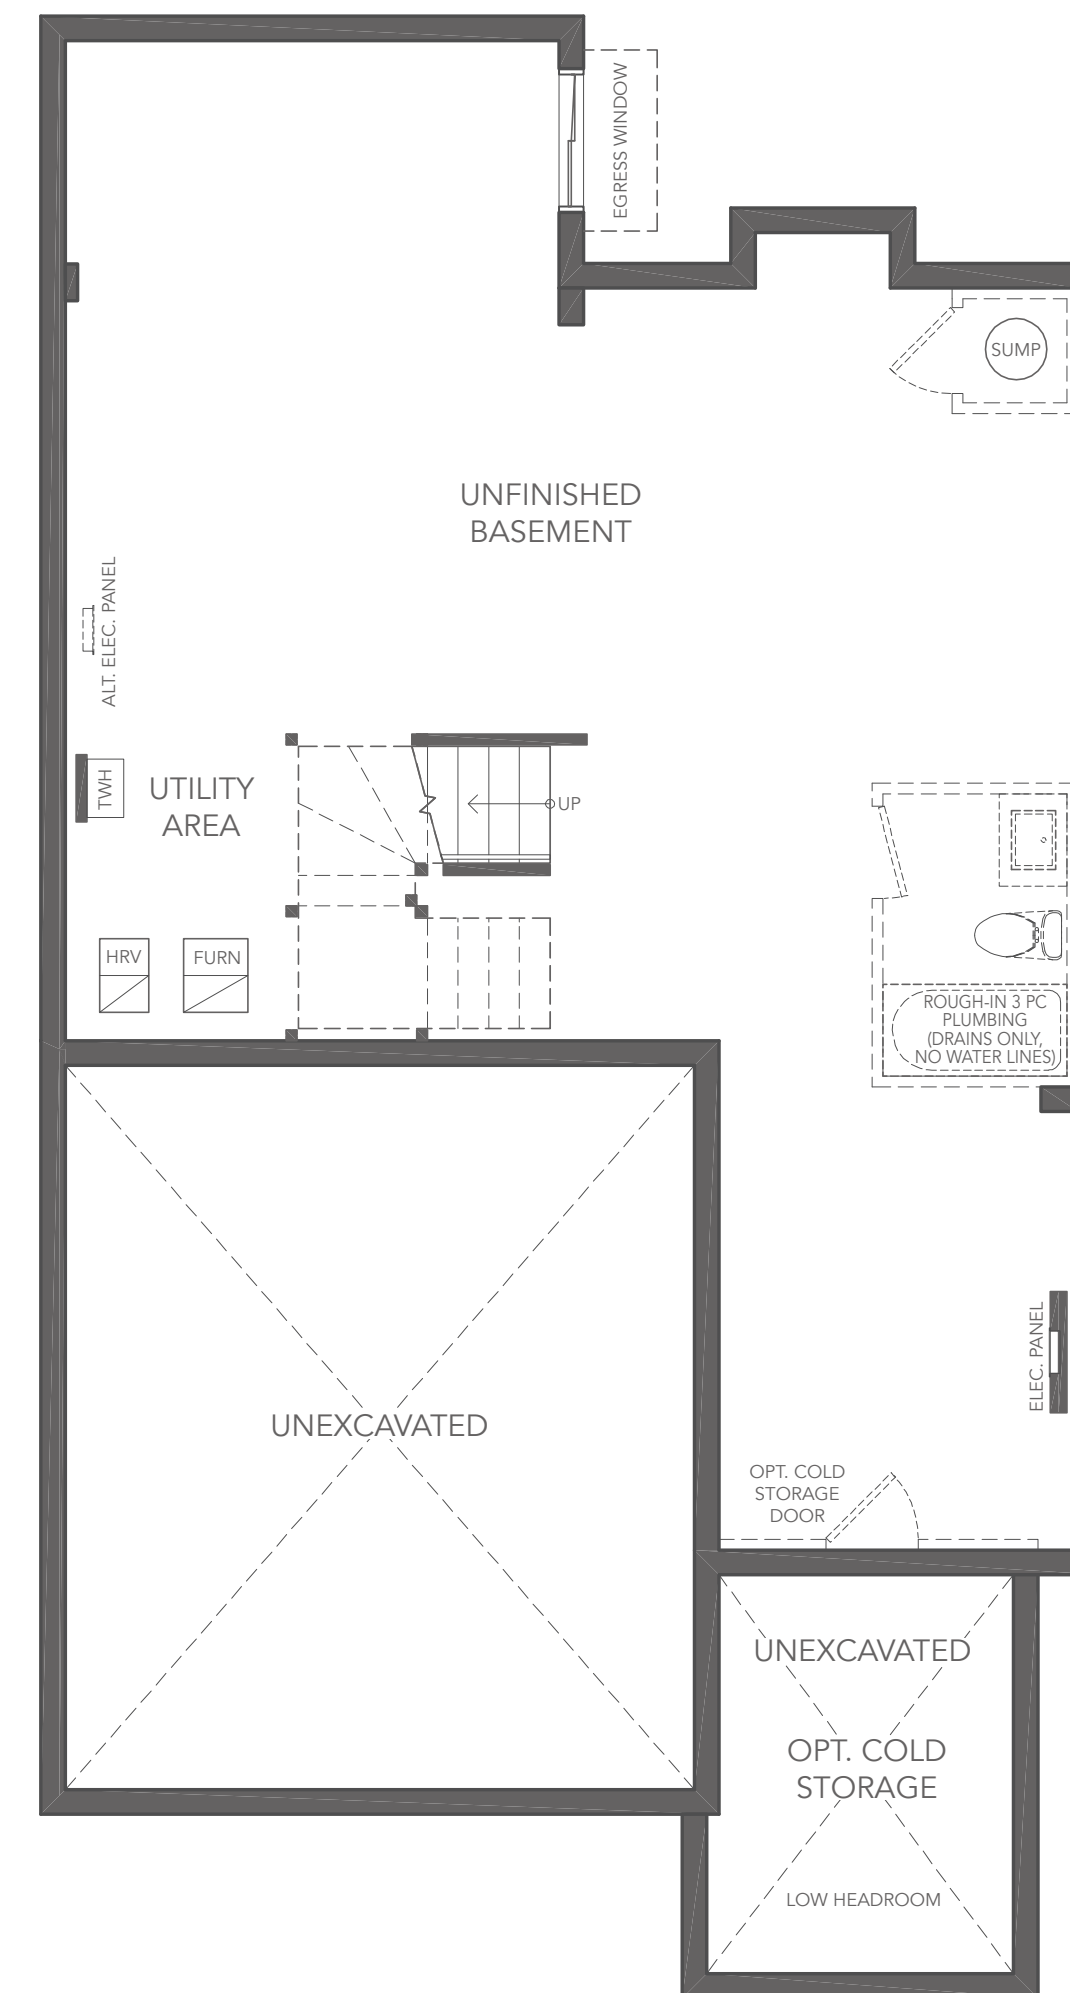 EGRESS WINDOW
SUMP
UNFINISHED
BASEMENT
ALT. ELEC. PANEL
TWH
UTILITY
AREA
UP
HRV
FURN
ROUGH-IN 3 PC
PLUMBING
(DRAINS ONLY,
NO WATER LINES)
ELEC. PANEL
UNEXCAVATED
OPT. COLD
STORAGE
DOOR
UNEXCAVATED
OPT. COLD
STORAGE
LOW HEADROOM